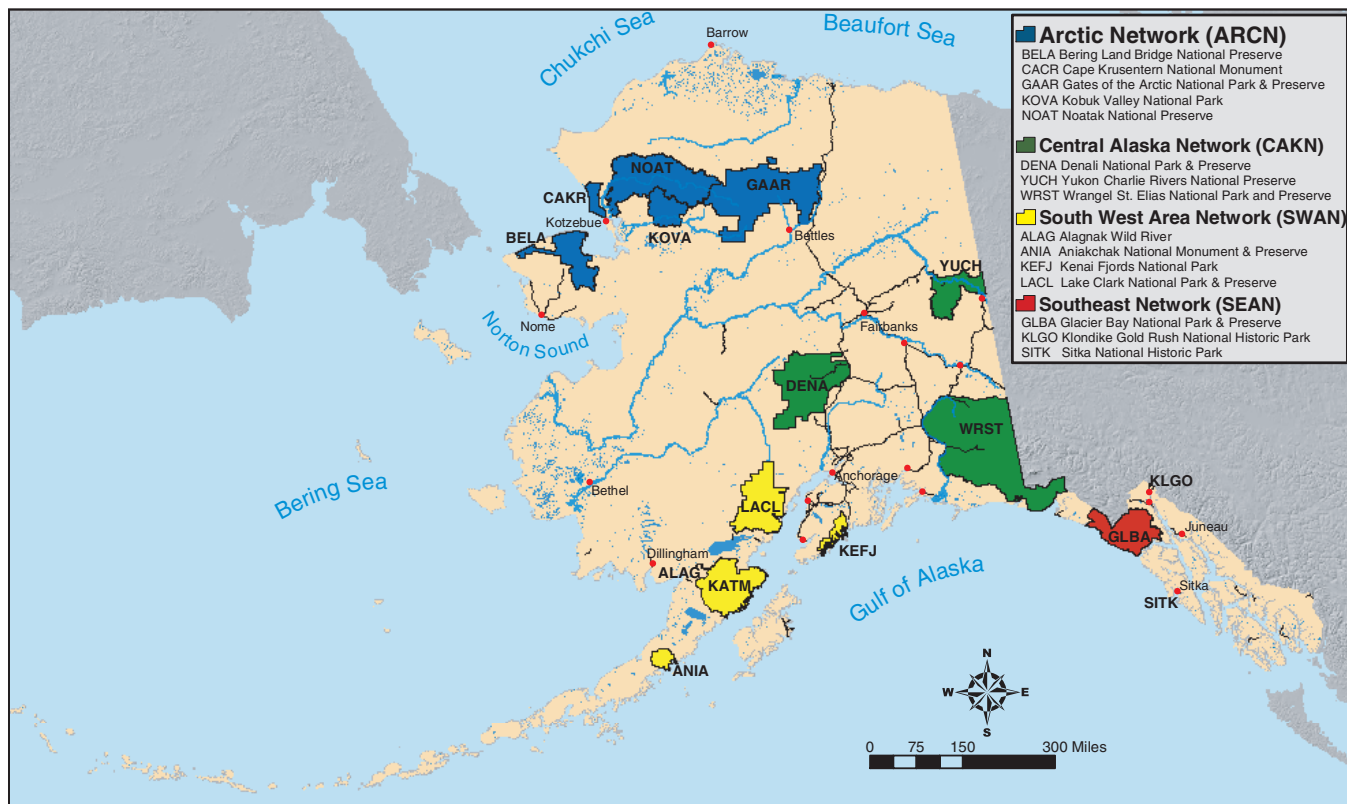 Chukchi Sea
Beaufort Sea
Barrow
Arctic Network (ARCN)
BELA Bering Land Bridge National Preserve
CACR Cape Krusentern National Monument
GAAR Gates of the Arctic National Park & Preserve
KOVA Kobuk Valley National Park
NOAT Noatak National Preserve
Central Alaska Network (CAKN)
DENA Denali National Park & Preserve
YUCH Yukon Charlie Rivers National Preserve
WRST Wrangel St. Elias National Park and Preserve
South West Area Network (SWAN)
ALAG Alagnak Wild River
ANIA Aniakchak National Monument & Preserve
KEFJ Kenai Fjords National Park
LACL Lake Clark National Park & Preserve
Southeast Network (SEAN)
GLBA Glacier Bay National Park & Preserve
KLGO Klondike Gold Rush National Historic Park
SITK Sitka National Historic Park
NOAT
GAAR
CAKR
Kotzebue
KOVA
BELA
Bettles
YUCH
Nome
Norton Sound
Fairbanks
DENA
WRST
Bering Sea
Bethel
Anchorage
LACL
KLGO
GLBA
Juneau
KEFJ
Dillingham
ALAG
KATM
Gulf of Alaska
Sitka
SITK
ANIA
N
W
E
S
0 75 150 300 Miles